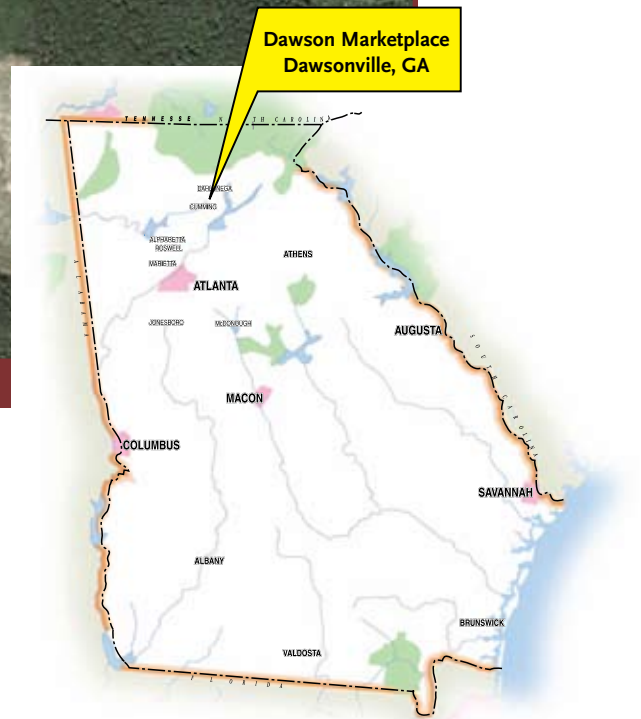 Dawson Marketplace
Dawsonville, GA
TENNESSE NORTH CAROLINA
DAHLONEGA
CUMMING
ALPHARETTA
ROSWELL
MARIETTA
ATHENS
ATLANTA
ALABAMA
JONESBORO
McDONOUGH
AUGUSTA
SOUTH CAROLINA
MACON
COLUMBUS
SAVANNAH
ALBANY
BRUNSWICK
VALDOSTA
FLORIDA